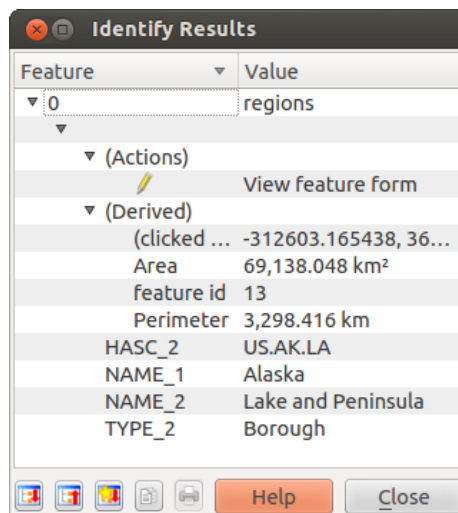 Identify Results
Feature Value
0 regions
(Actions)
View feature form
(Derived)
(clicked ... -312603.165438, 36...
Area 69,138.048 km²
feature id 13
Perimeter 3,298.416 km
HASC_2 US.AK.LA
NAME_1 Alaska
NAME_2 Lake and Peninsula
TYPE_2 Borough
Help Close